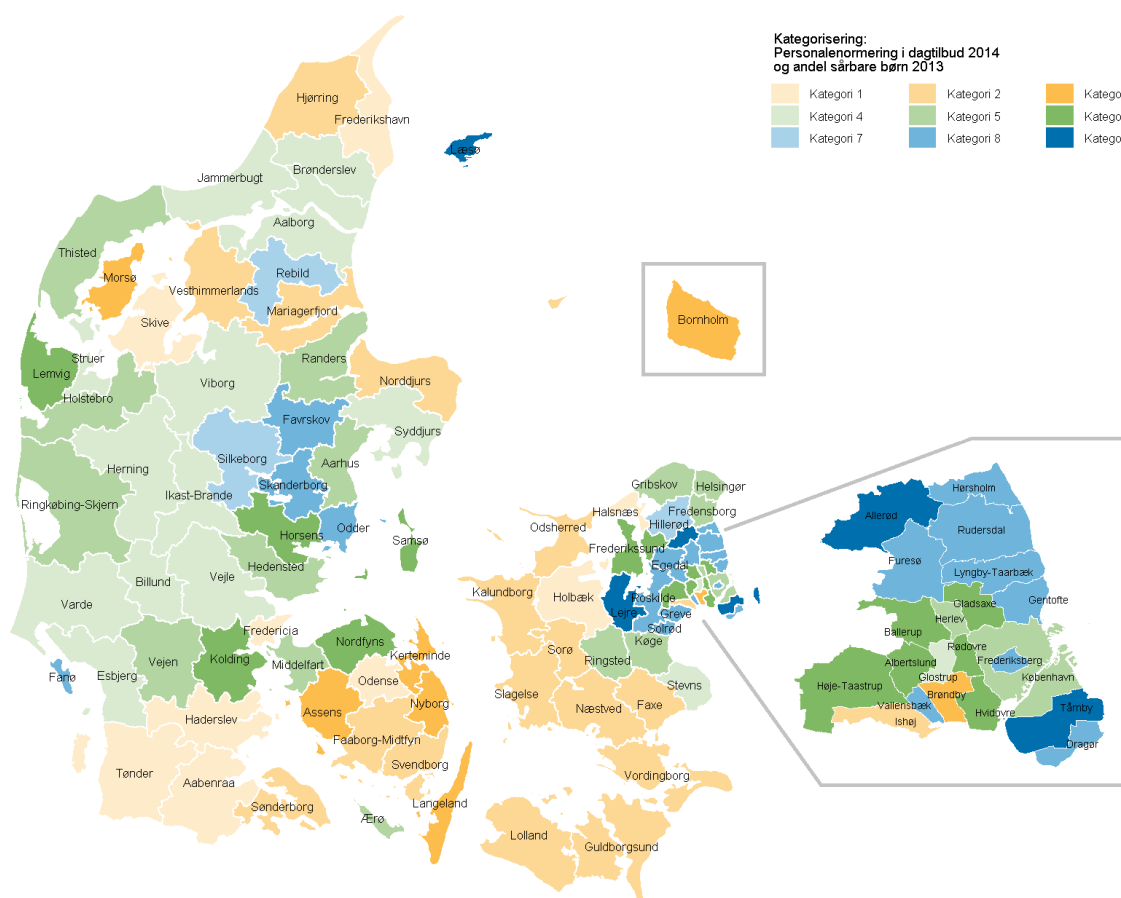 Kategorisering:
Personalenormering i dagtilbud 2014
og andel sårbare børn 2013
Kategori 1
Kategori 2
Katego
Kategori 4
Kategori 5
Katego
Kategori 7
Kategori 8
Katego
Hjørring
Frederikshavn
Læsø
Brønderslev
Jammerbugt
Aalborg
Thisted
Rebild
Morsø
Vesthimmerlands
Mariagerfjord
Skive
Bornholm
Struer
Randers
Lemvig
Viborg
Norddjurs
Holstebro
Favrskov
Syddjurs
Silkeborg
Aarhus
Herning
Skanderborg
Ikast-Brande
Ringkøbing-Skjern
Odder
Horsens
Samsø
Hedensted
Billund
Vejle
Varde
Fredericia
Nordfyns
Vejen
Kolding
Middelfart
Kerteminde
Fanø
Esbjerg
Odense
Nyborg
Assens
Haderslev
Faaborg-Midtfyn
Svendborg
Tønder
Aabenraa
Sønderborg
Langeland
Ærø
Gribskov
Helsingør
Halsnæs
Fredensborg
Hillerød
Odsherred
Frederikssund
Egedal
Kalundborg
Holbæk
Roskilde
Lejre
Greve
Solrød
Køge
Sorø
Ringsted
Stevns
Slagelse
Næstved
Faxe
Vordingborg
Lolland
Guldborgsund
Hørsholm
Allerød
Rudersdal
Furesø
Lyngby-Taarbæk
Gentofte
Gladsaxe
Herlev
Ballerup
Rødovre
Frederiksberg
Albertslund
Glostrup
København
Høje-Taastrup
Brøndby
Vallensbæk
Hvidovre
Tårnby
Ishøj
Dragør